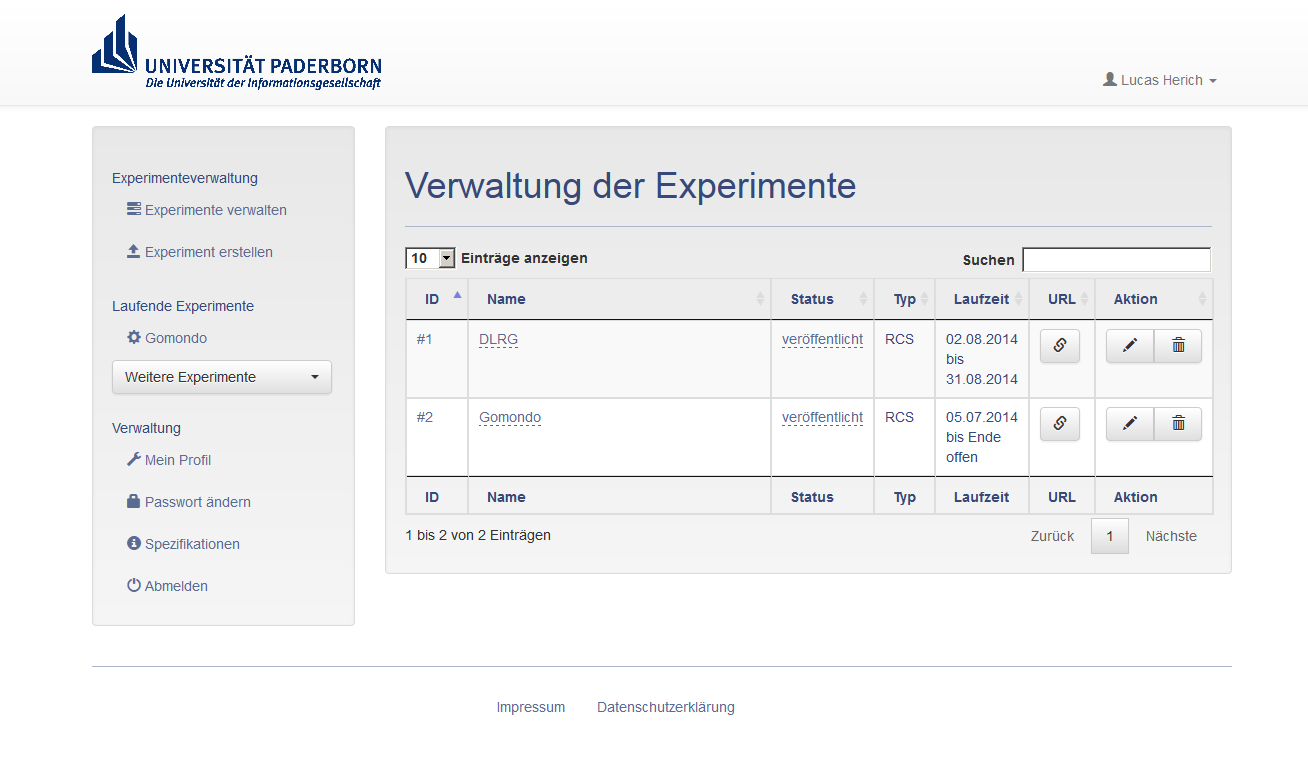 UNIVERSITÄT PADERBORN
Die Universität der Informationsgesellschaft
Lucas Herich
Experimenteverwaltung
Experimente verwalten
Experiment erstellen
Laufende Experimente
Gomondo
Weitere Experimente
Verwaltung
Mein Profil
Passwort ändern
Spezifikationen
Abmelden
Verwaltung der Experimente
10 Einträge anzeigen
Suchen
ID Name Status Typ Laufzeit URL Aktion
#1 DLRG veröffentlicht RCS 02.08.2014
bis
31.08.2014
#2 Gomondo veröffentlicht RCS 05.07.2014
bis Ende
offen
ID Name Status Typ Laufzeit URL Aktion
1 bis 2 von 2 Einträgen
Zurück 1 Nächste
Impressum Datenschutzerklärung